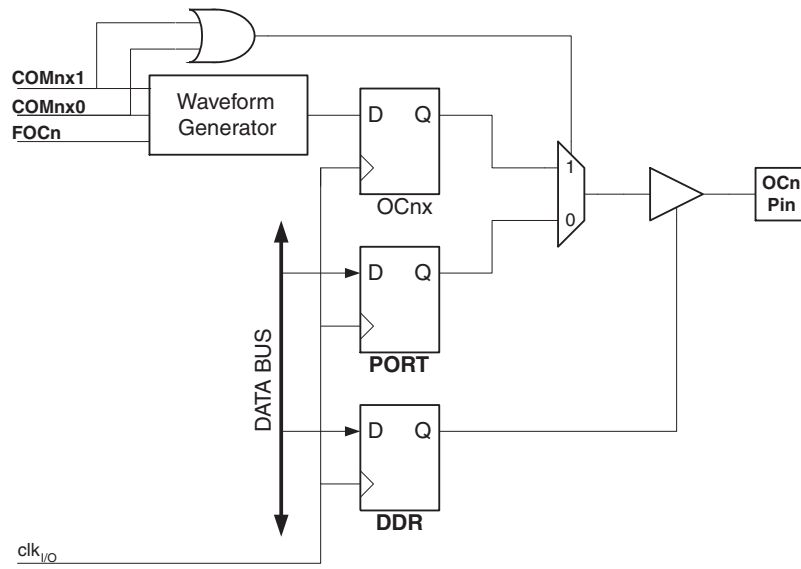 COMnx1
COMnx0
FOCn
Waveform
Generator
D Q
OCnx
1
0
OCn
Pin
D Q
PORT
DATA BUS
D Q
DDR
clkI/O